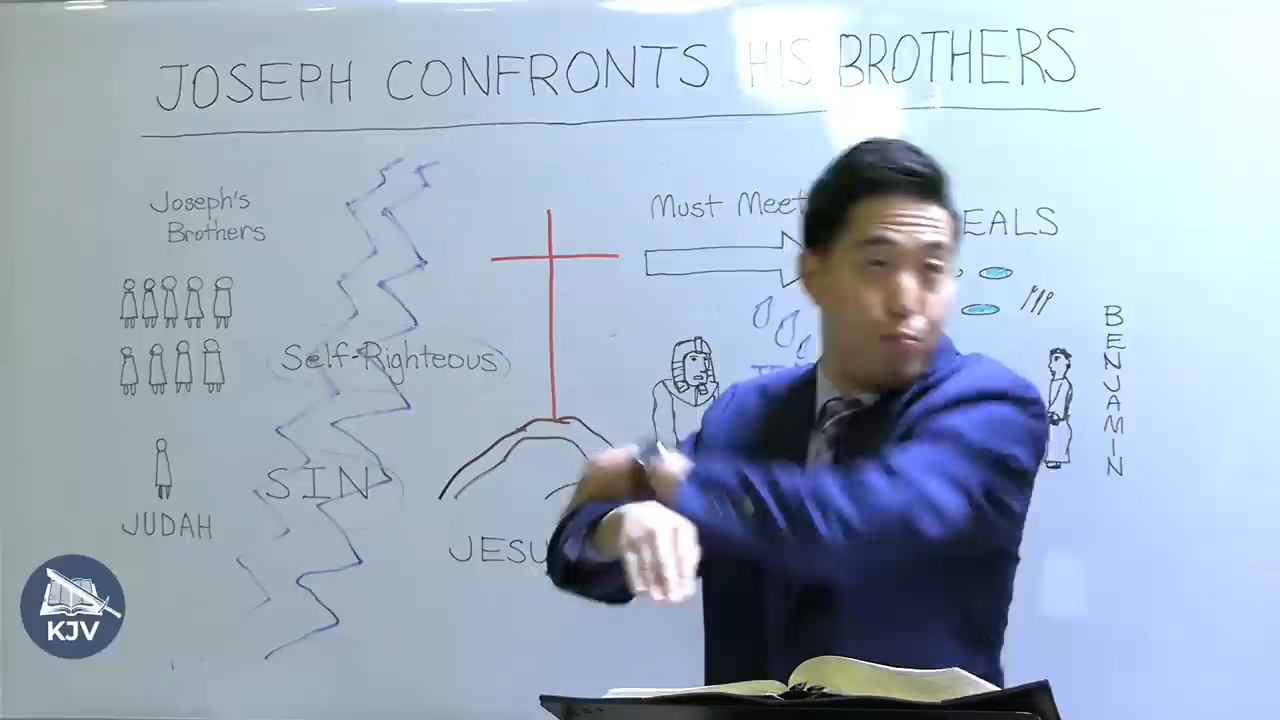 JOSEPH CONFRONTS HIS BROTHERS
Joseph's
Brothers
Must Meet
EALS
Self-Righteous
SIN
JUDAH
JESU
BENJAMIN
KJV